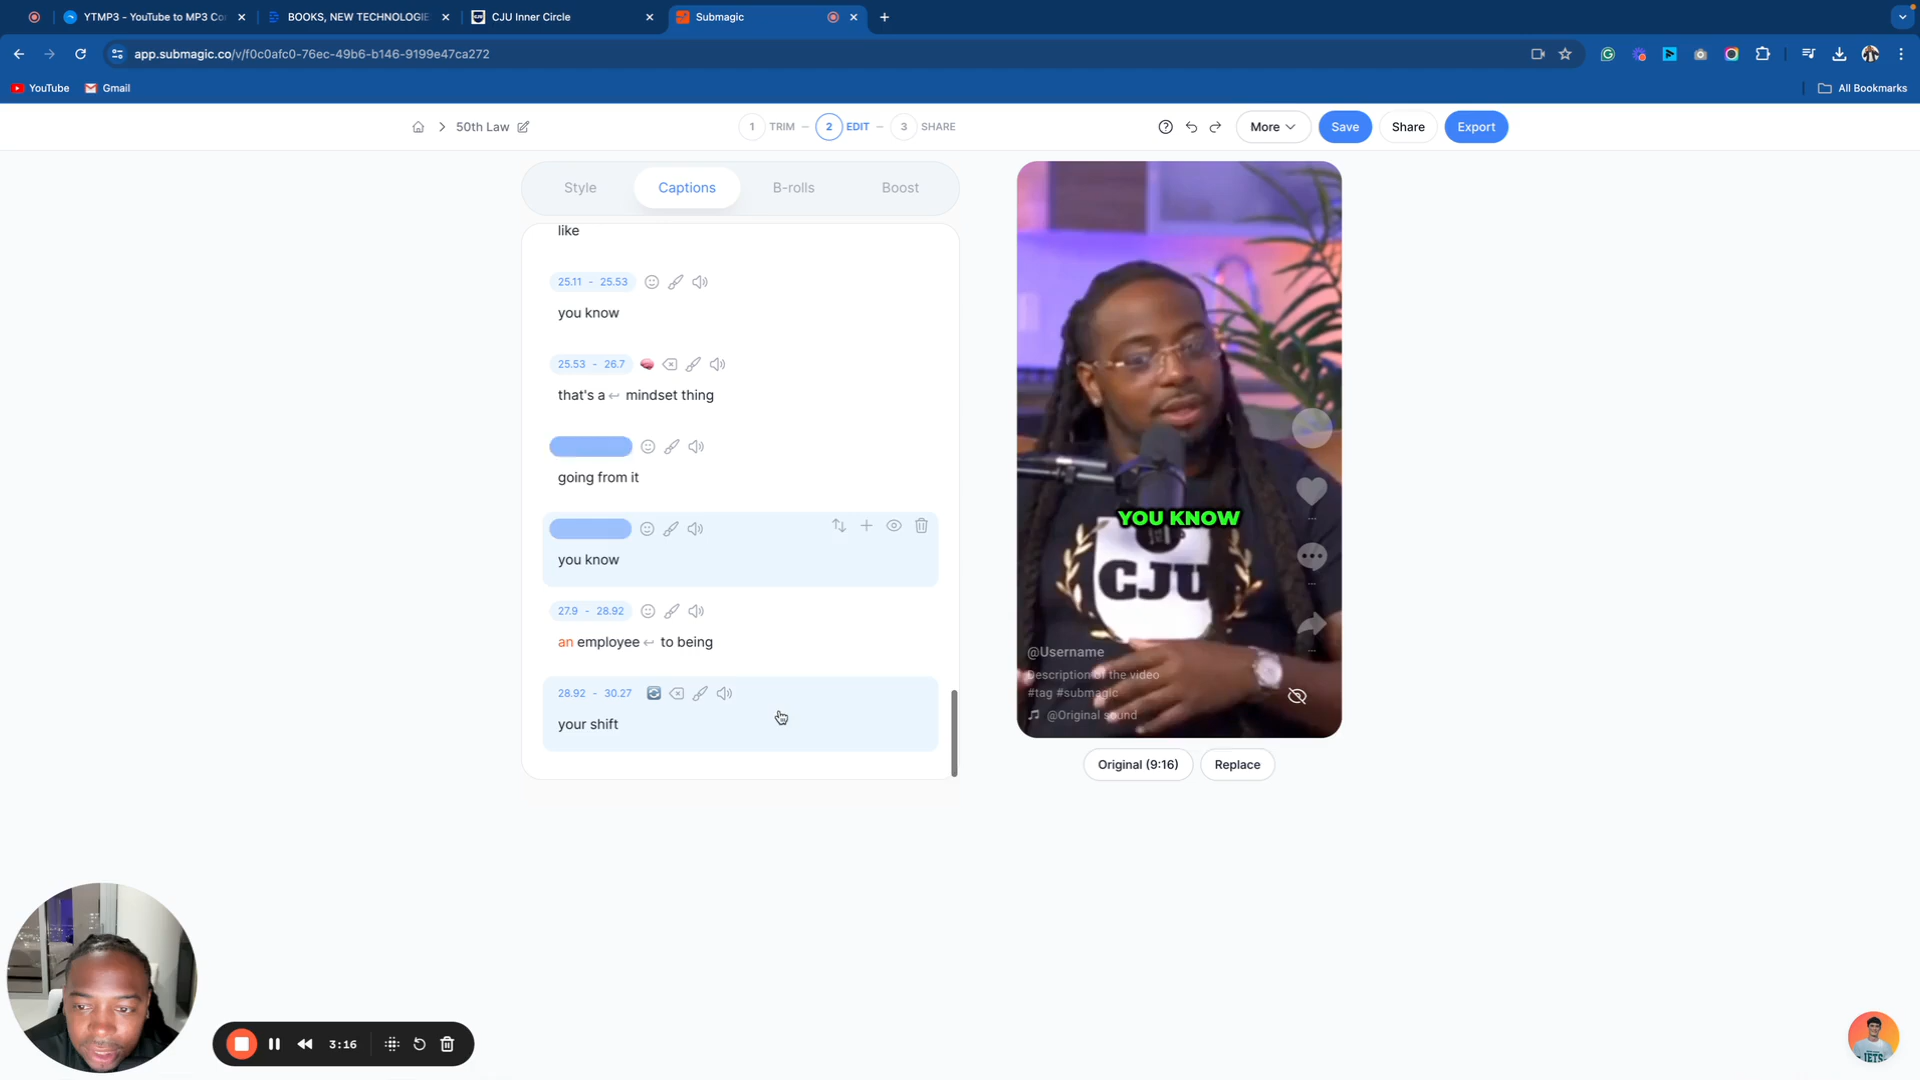 YTMP3 - YouTube to MP3 Co
BOOKS, NEW TECHNOLOGIE
CJU Inner Circle
Submagic
app.submagic.co/v/f0c0afc0-76ec-49b6-b146-9199e47ca272
YouTube
Gmail
All Bookmarks
50th Law
1 TRIM
2 EDIT
3 SHARE
More
Save
Share
Export
Style
Captions
B-rolls
Boost
like
25.11 - 25.53
you know
25.53 - 26.7
that's a ↩ mindset thing
going from it
you know
27.9 - 28.92
an employee ↩ to being
28.92 - 30.27
your shift
YOU KNOW
CJU
@Username
Description of the video
#tag #submagic
@Original sound
Original (9:16)
Replace
3:16
JETS